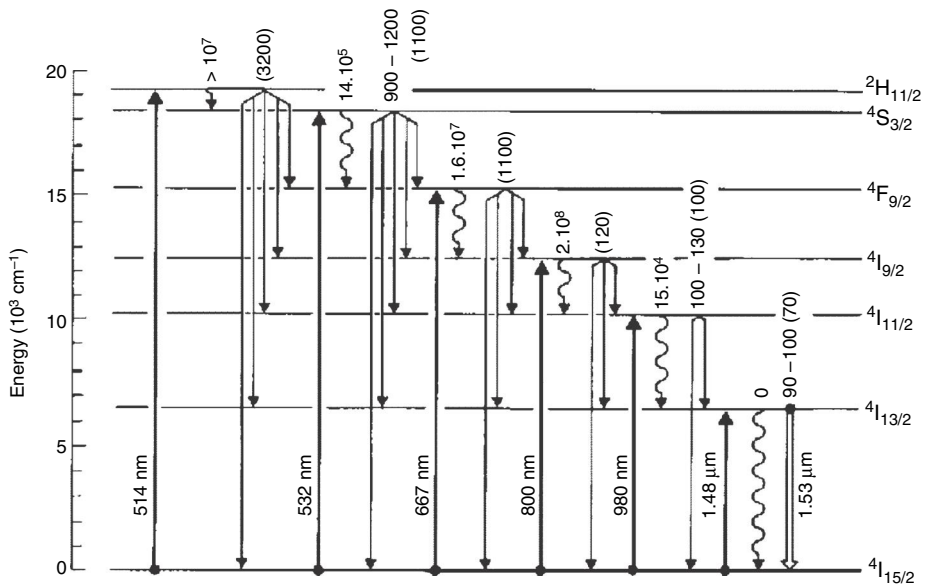 > 10⁷
(3200)
14.10⁵
900 – 1200
(1100)
1.6.10⁷
(1100)
2.10⁸
(120)
15.10⁴
100 – 130 (100)
0
90 – 100 (70)
20
15
10
5
0
Energy (10³ cm⁻¹)
²H₁₁/₂
⁴S₃/₂
⁴F₉/₂
⁴I₉/₂
⁴I₁₁/₂
⁴I₁₃/₂
⁴I₁₅/₂
514 nm
532 nm
667 nm
800 nm
980 nm
1.48 μm
1.53 μm